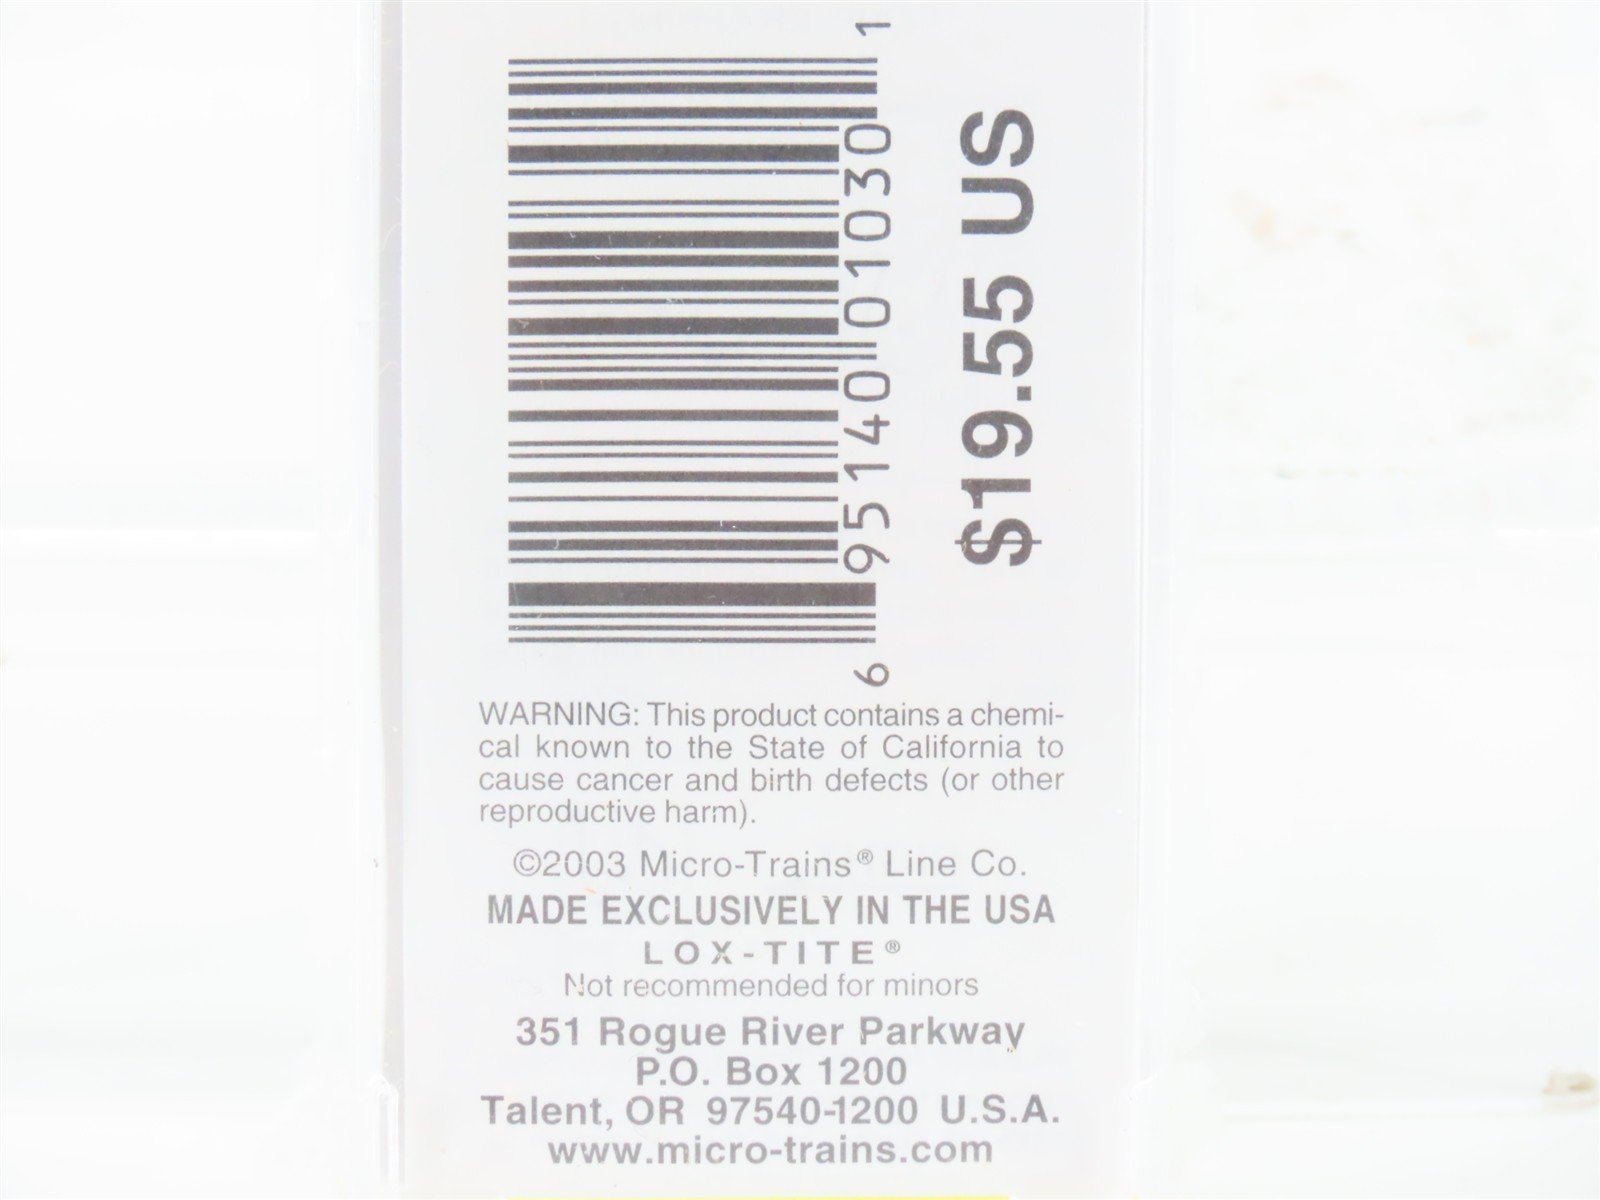 6 95140 01030 1
$19.55 US
WARNING: This product contains a chemi-
cal known to the State of California to
cause cancer and birth defects (or other
reproductive harm).
©2003 Micro-Trains® Line Co.
MADE EXCLUSIVELY IN THE USA
LOX-TITE®
Not recommended for minors
351 Rogue River Parkway
P.O. Box 1200
Talent, OR 97540-1200 U.S.A.
www.micro-trains.com